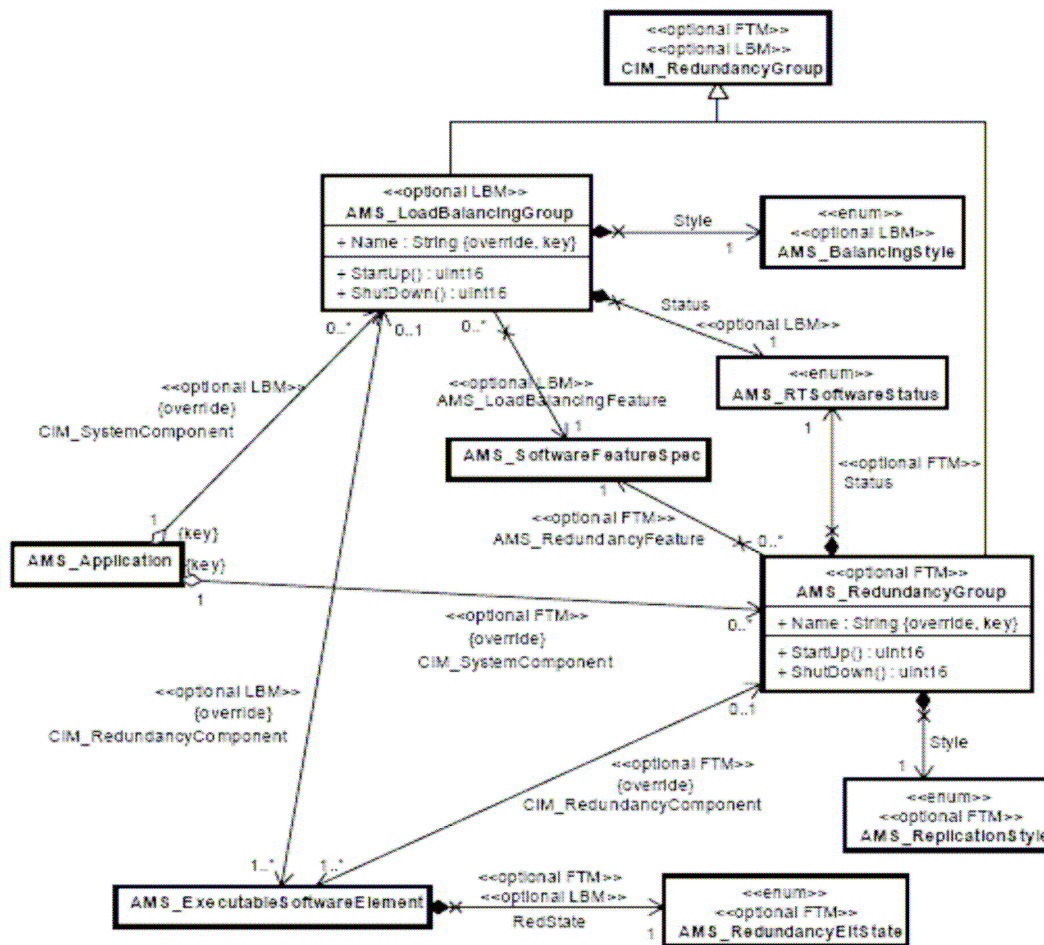 <<optional FTM>>
<<optional LBM>>
CIM_RedundancyGroup
<<optional LBM>>
AMS_LoadBalancingGroup
+ Name : String {override, key}
+ StartUp() : uint16
+ ShutDown() : uint16
Style
1
<<enum>>
<<optional LBM>>
AMS_BalancingStyle
Status
<<optional LBM>>
1
<<enum>>
AMS_RTSoftwareStatus
0..*
0..1
0..*
<<optional LBM>>
{override}
CIM_SystemComponent
<<optional LBM>>
AMS_LoadBalancingFeature
1
AMS_SoftwareFeatureSpec
1
1
<<optional FTM>>
Status
<<optional FTM>>
AMS_RedundancyFeature
0..*
1
{key}
AMS_Application
{key}
1
<<optional FTM>>
{override}
CIM_SystemComponent
0..*
<<optional FTM>>
AMS_RedundancyGroup
+ Name : String {override, key}
+ StartUp() : uint16
+ ShutDown() : uint16
0..1
<<optional LBM>>
{override}
CIM_RedundancyComponent
<<optional FTM>>
{override}
CIM_RedundancyComponent
Style
1
<<enum>>
<<optional FTM>>
AMS_ReplicationStyle
1..*
1..*
AMS_ExecutableSoftwareElement
<<optional FTM>>
<<optional LBM>>
RedState
1
<<enum>>
<<optional FTM>>
AMS_RedundancyEltState